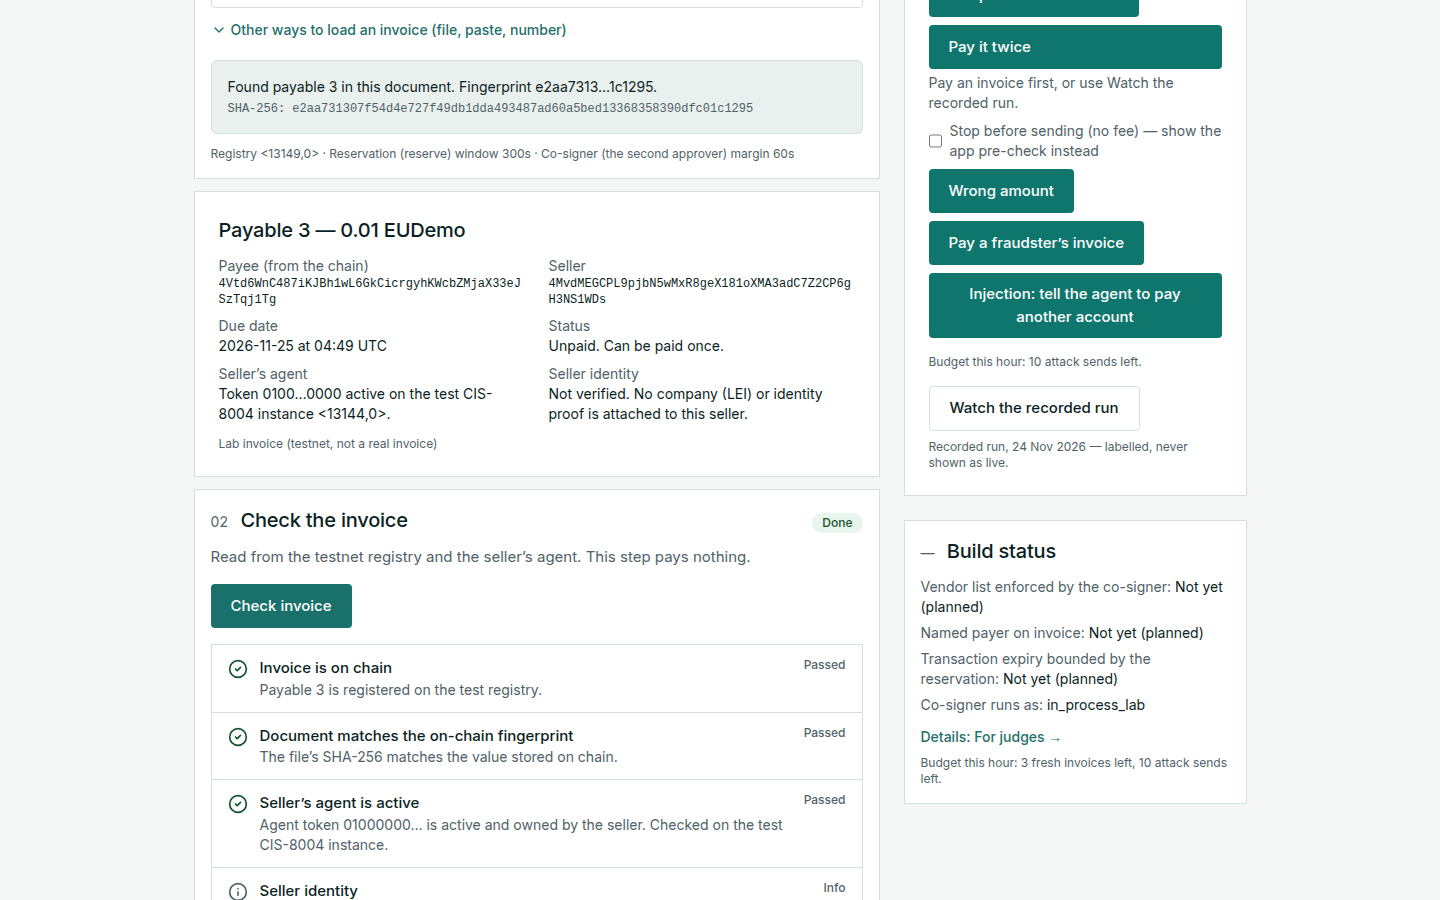 Other ways to load an invoice (file, paste, number)
Found payable 3 in this document. Fingerprint e2aa7313…1c1295.
SHA-256: e2aa731307f54d4e727f49db1dda493487ad60a5bed13368358390dfc01c1295
Registry <13149,0> · Reservation (reserve) window 300s · Co-signer (the second approver) margin 60s
Payable 3 — 0.01 EUDemo
Payee (from the chain)
4Vtd6WnC487iKJBh1wL6GkCicrgyhKWcbZMjaX33eJ
SzTqj1Tg
Seller
4MvdMEGCPL9pjbN5wMxR8geX181oXMA3adC7Z2CP6g
H3NS1WDs
Due date
2026-11-25 at 04:49 UTC
Status
Unpaid. Can be paid once.
Seller’s agent
Token 0100…0000 active on the test CIS-
8004 instance <13144,0>.
Seller identity
Not verified. No company (LEI) or identity
proof is attached to this seller.
Lab invoice (testnet, not a real invoice)
02 Check the invoice
Done
Read from the testnet registry and the seller’s agent. This step pays nothing.
Check invoice
Invoice is on chain
Passed
Payable 3 is registered on the test registry.
Document matches the on-chain fingerprint
Passed
The file’s SHA-256 matches the value stored on chain.
Seller’s agent is active
Passed
Agent token 01000000… is active and owned by the seller. Checked on the test
CIS-8004 instance.
Seller identity
Info
Pay it twice
Pay an invoice first, or use Watch the
recorded run.
Stop before sending (no fee) — show the
app pre-check instead
Wrong amount
Pay a fraudster’s invoice
Injection: tell the agent to pay
another account
Budget this hour: 10 attack sends left.
Watch the recorded run
Recorded run, 24 Nov 2026 — labelled, never
shown as live.
— Build status
Vendor list enforced by the co-signer: Not yet
(planned)
Named payer on invoice: Not yet (planned)
Transaction expiry bounded by the
reservation: Not yet (planned)
Co-signer runs as: in_process_lab
Details: For judges →
Budget this hour: 3 fresh invoices left, 10 attack sends
left.